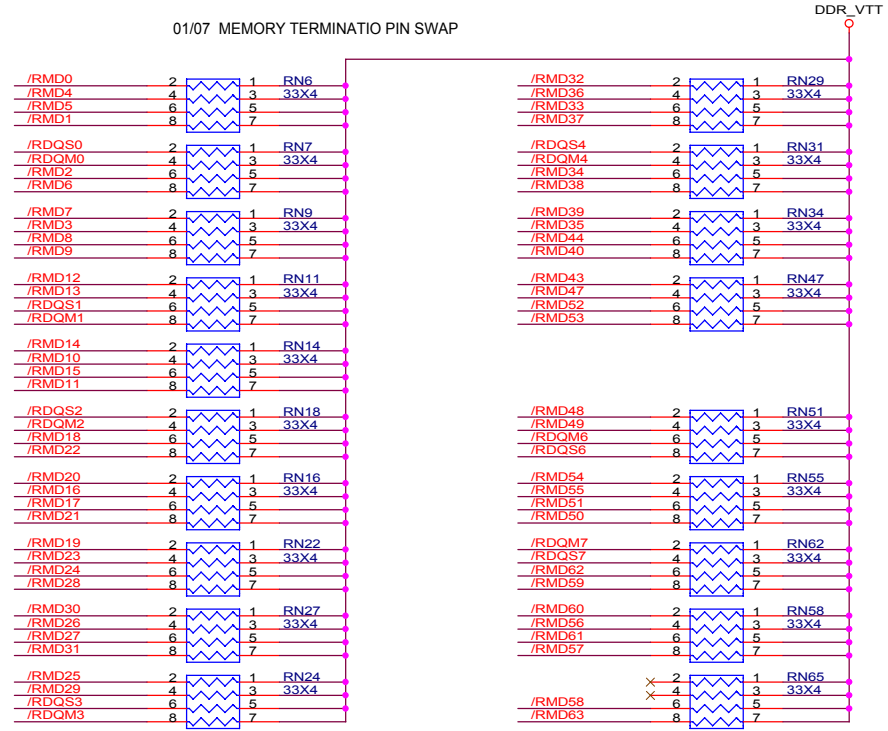 DDR_VTT
01/07 MEMORY TERMINATIO PIN SWAP
/RMD0 2 1 RN6
/RMD4 4 3 33X4
/RMD5 6 5
/RMD1 8 7
/RDQS0 2 1 RN7
/RDQM0 4 3 33X4
/RMD2 6 5
/RMD6 8 7
/RMD7 2 1 RN9
/RMD3 4 3 33X4
/RMD8 6 5
/RMD9 8 7
/RMD12 2 1 RN11
/RMD13 4 3 33X4
/RDQS1 6 5
/RDQM1 8 7
/RMD14 2 1 RN14
/RMD10 4 3 33X4
/RMD15 6 5
/RMD11 8 7
/RDQS2 2 1 RN18
/RDQM2 4 3 33X4
/RMD18 6 5
/RMD22 8 7
/RMD20 2 1 RN16
/RMD16 4 3 33X4
/RMD17 6 5
/RMD21 8 7
/RMD19 2 1 RN22
/RMD23 4 3 33X4
/RMD24 6 5
/RMD28 8 7
/RMD30 2 1 RN27
/RMD26 4 3 33X4
/RMD27 6 5
/RMD31 8 7
/RMD25 2 1 RN24
/RMD29 4 3 33X4
/RDQS3 6 5
/RDQM3 8 7
/RMD32 2 1 RN29
/RMD36 4 3 33X4
/RMD33 6 5
/RMD37 8 7
/RDQS4 2 1 RN31
/RDQM4 4 3 33X4
/RMD34 6 5
/RMD38 8 7
/RMD39 2 1 RN34
/RMD35 4 3 33X4
/RMD44 6 5
/RMD40 8 7
/RMD43 2 1 RN47
/RMD47 4 3 33X4
/RMD52 6 5
/RMD53 8 7
/RMD48 2 1 RN51
/RMD49 4 3 33X4
/RDQM6 6 5
/RDQS6 8 7
/RMD54 2 1 RN55
/RMD55 4 3 33X4
/RMD51 6 5
/RMD50 8 7
/RDQM7 2 1 RN62
/RDQS7 4 3 33X4
/RMD62 6 5
/RMD59 8 7
/RMD60 2 1 RN58
/RMD56 4 3 33X4
/RMD61 6 5
/RMD57 8 7
2 1 RN65
4 3 33X4
/RMD58 6 5
/RMD63 8 7